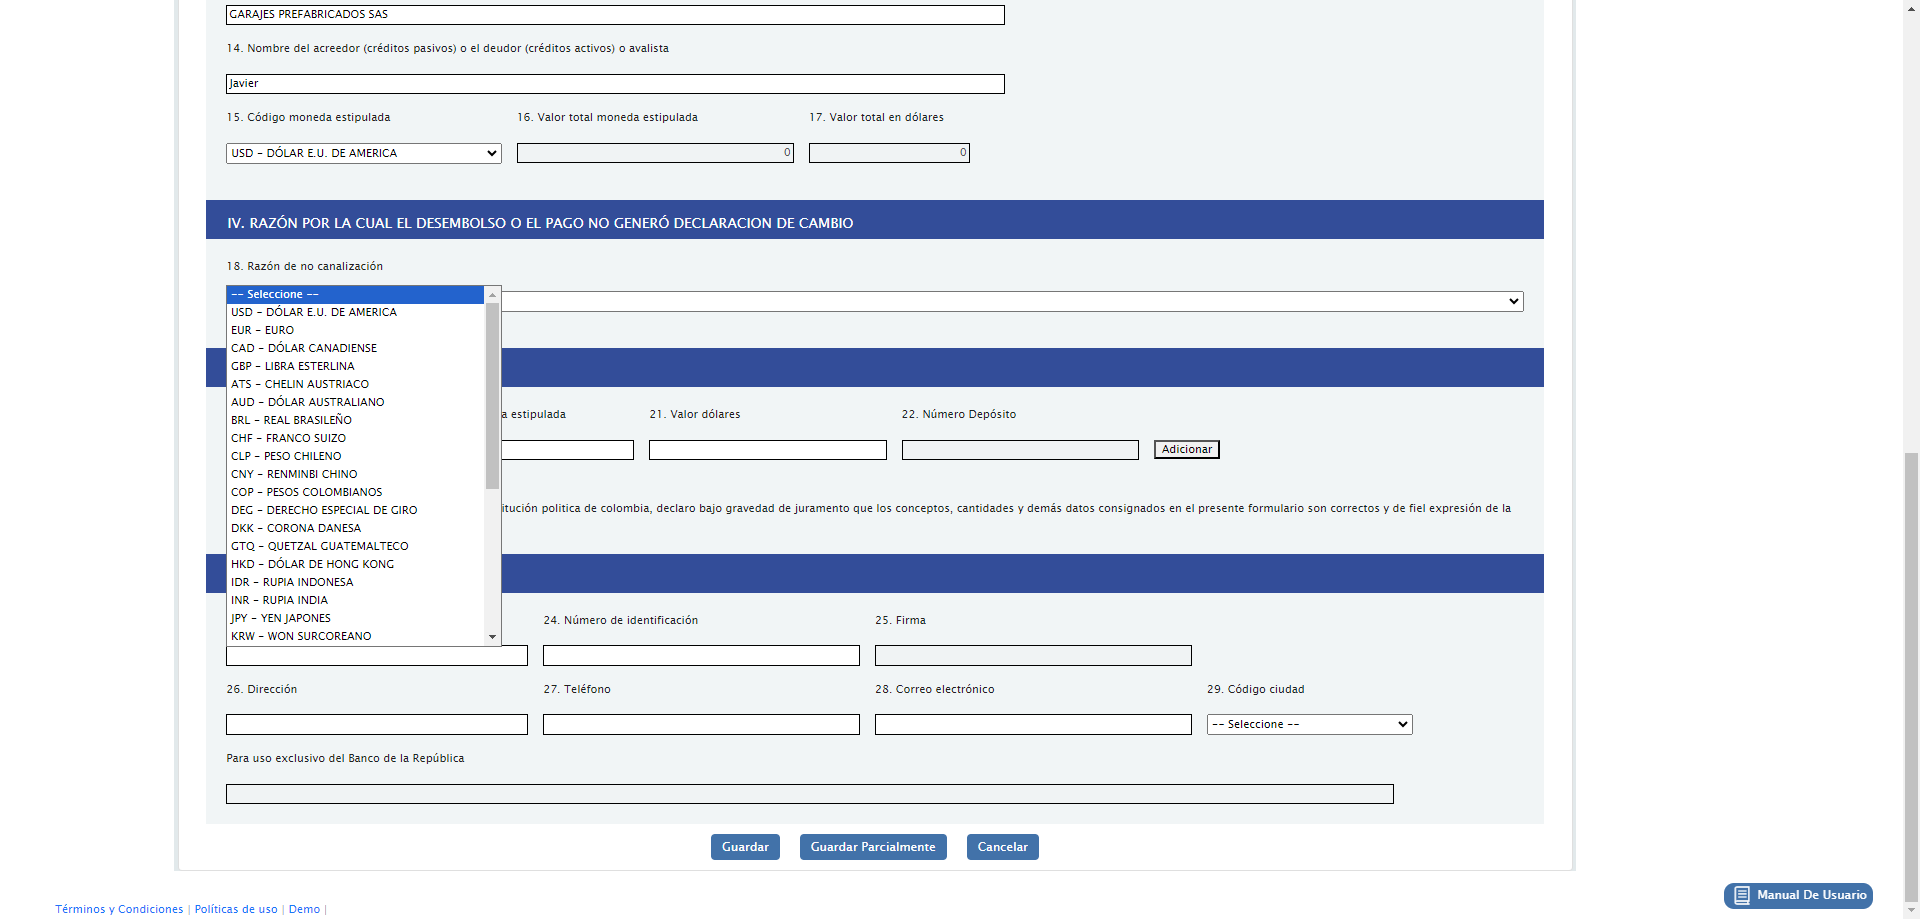 GARAJES PREFABRICADOS SAS
14. Nombre del acreedor (créditos pasivos) o el deudor (créditos activos) o avalista
Javier
15. Código moneda estipulada
16. Valor total moneda estipulada
17. Valor total en dólares
USD - DÓLAR E.U. DE AMERICA
0
0
IV. RAZÓN POR LA CUAL EL DESEMBOLSO O EL PAGO NO GENERÓ DECLARACION DE CAMBIO
18. Razón de no canalización
-- Seleccione --
USD - DÓLAR E.U. DE AMERICA
EUR - EURO
CAD - DÓLAR CANADIENSE
GBP - LIBRA ESTERLINA
ATS - CHELIN AUSTRIACO
AUD - DÓLAR AUSTRALIANO
BRL - REAL BRASILEÑO
CHF - FRANCO SUIZO
CLP - PESO CHILENO
CNY - RENMINBI CHINO
COP - PESOS COLOMBIANOS
DEG - DERECHO ESPECIAL DE GIRO
DKK - CORONA DANESA
GTQ - QUETZAL GUATEMALTECO
HKD - DÓLAR DE HONG KONG
IDR - RUPIA INDONESA
INR - RUPIA INDIA
JPY - YEN JAPONES
KRW - WON SURCOREANO
a estipulada
21. Valor dólares
22. Número Depósito
Adicionar
itución politica de colombia, declaro bajo gravedad de juramento que los conceptos, cantidades y demás datos consignados en el presente formulario son correctos y de fiel expresión de la
24. Número de identificación
25. Firma
26. Dirección
27. Teléfono
28. Correo electrónico
29. Código ciudad
-- Seleccione --
Para uso exclusivo del Banco de la República
Guardar
Guardar Parcialmente
Cancelar
Manual De Usuario
Términos y Condiciones | Políticas de uso | Demo |